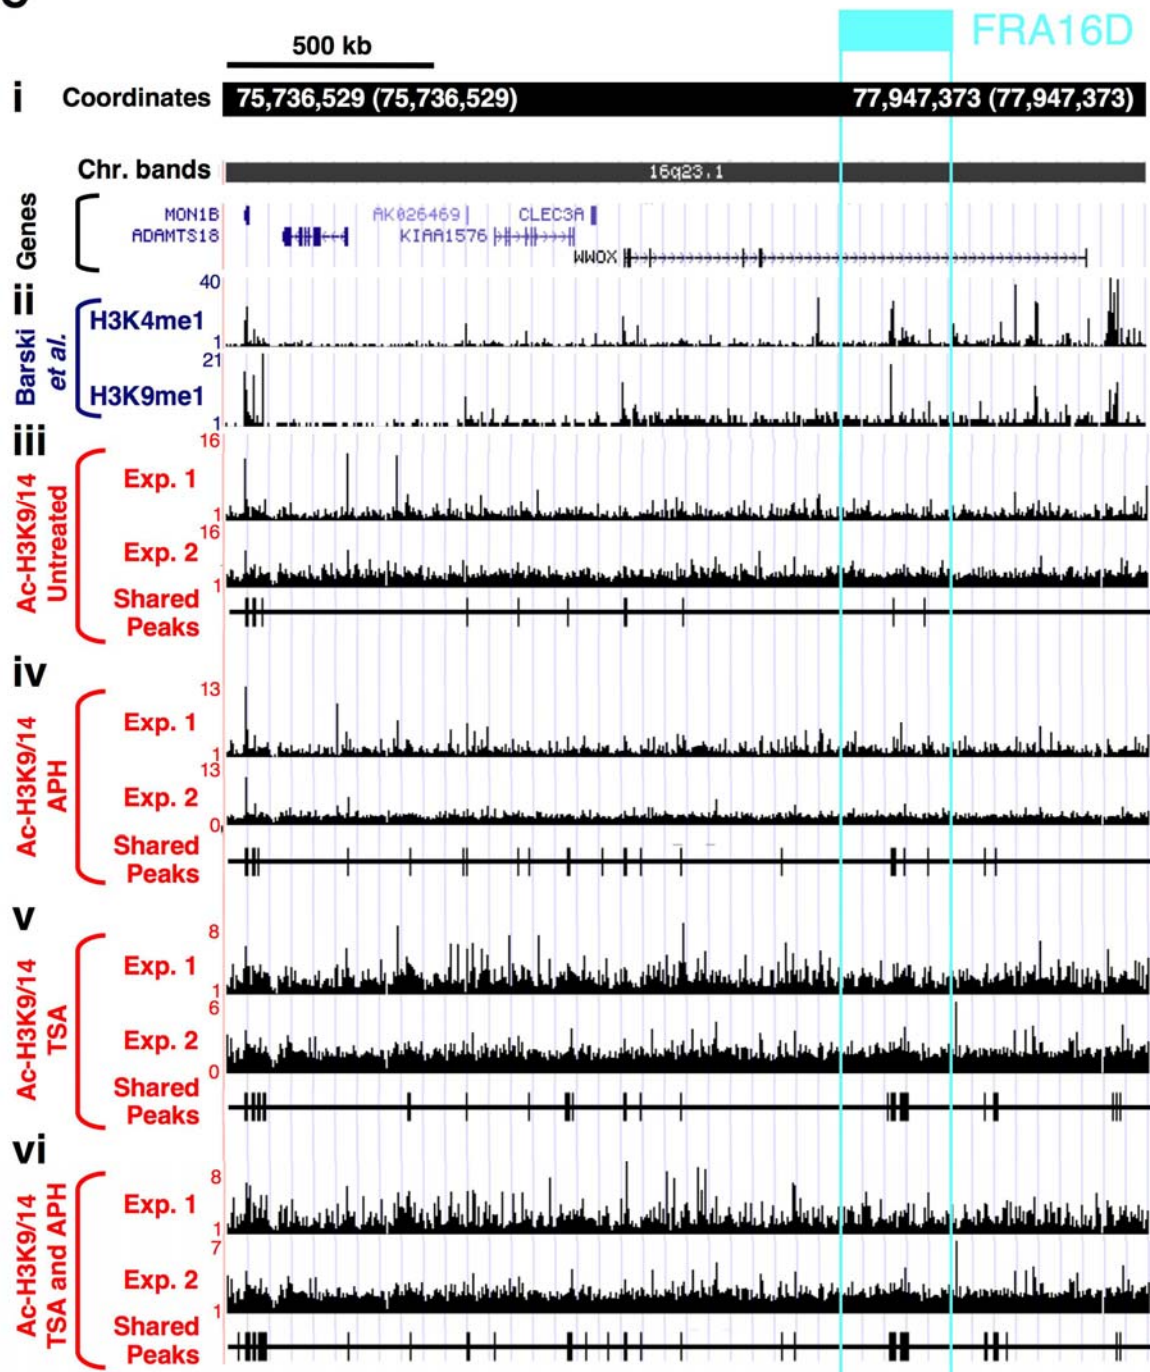 FRA16D
500 kb
i Coordinates 75,736,529 (75,736,529) 77,947,373 (77,947,373)
Chr. bands 16q23.1
Genes
MON1B AK026469 CLEC3A
ADAMTS18 KIAA1576
WWOX
ii
Barski et al.
40
H3K4me1
1
21
H3K9me1
1
iii
Ac-H3K9/14 Untreated
16
Exp. 1
1
16
Exp. 2
1
Shared
Peaks
iv
Ac-H3K9/14 APH
13
Exp. 1
1
13
Exp. 2
0
Shared
Peaks
v
Ac-H3K9/14 TSA
8
Exp. 1
1
6
Exp. 2
0
Shared
Peaks
vi
Ac-H3K9/14 TSA and APH
8
Exp. 1
1
7
Exp. 2
1
Shared
Peaks